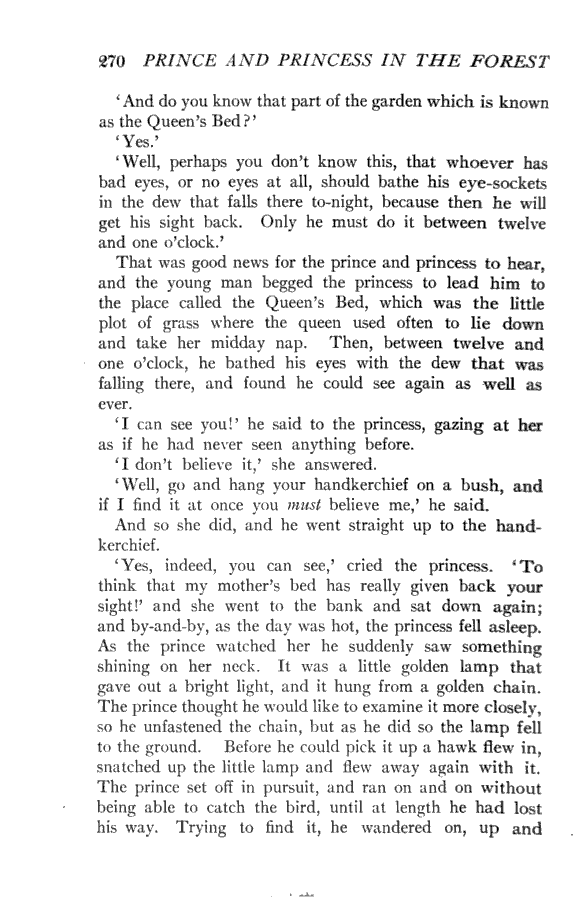 270 PRINCE AND PRINCESS IN THE FOREST
‘And do you know that part of the garden which is known
as the Queen’s Bed?’
‘Yes.’
‘Well, perhaps you don’t know this, that whoever has
bad eyes, or no eyes at all, should bathe his eye-sockets
in the dew that falls there to-night, because then he will
get his sight back. Only he must do it between twelve
and one o’clock.’
That was good news for the prince and princess to hear,
and the young man begged the princess to lead him to
the place called the Queen’s Bed, which was the little
plot of grass where the queen used often to lie down
and take her midday nap. Then, between twelve and
one o’clock, he bathed his eyes with the dew that was
falling there, and found he could see again as well as
ever.
‘I can see you!’ he said to the princess, gazing at her
as if he had never seen anything before.
‘I don’t believe it,’ she answered.
‘Well, go and hang your handkerchief on a bush, and
if I find it at once you must believe me,’ he said.
And so she did, and he went straight up to the hand-
kerchief.
‘Yes, indeed, you can see,’ cried the princess. ‘To
think that my mother’s bed has really given back your
sight!’ and she went to the bank and sat down again;
and by-and-by, as the day was hot, the princess fell asleep.
As the prince watched her he suddenly saw something
shining on her neck. It was a little golden lamp that
gave out a bright light, and it hung from a golden chain.
The prince thought he would like to examine it more closely,
so he unfastened the chain, but as he did so the lamp fell
to the ground. Before he could pick it up a hawk flew in,
snatched up the little lamp and flew away again with it.
The prince set off in pursuit, and ran on and on without
being able to catch the bird, until at length he had lost
his way. Trying to find it, he wandered on, up and